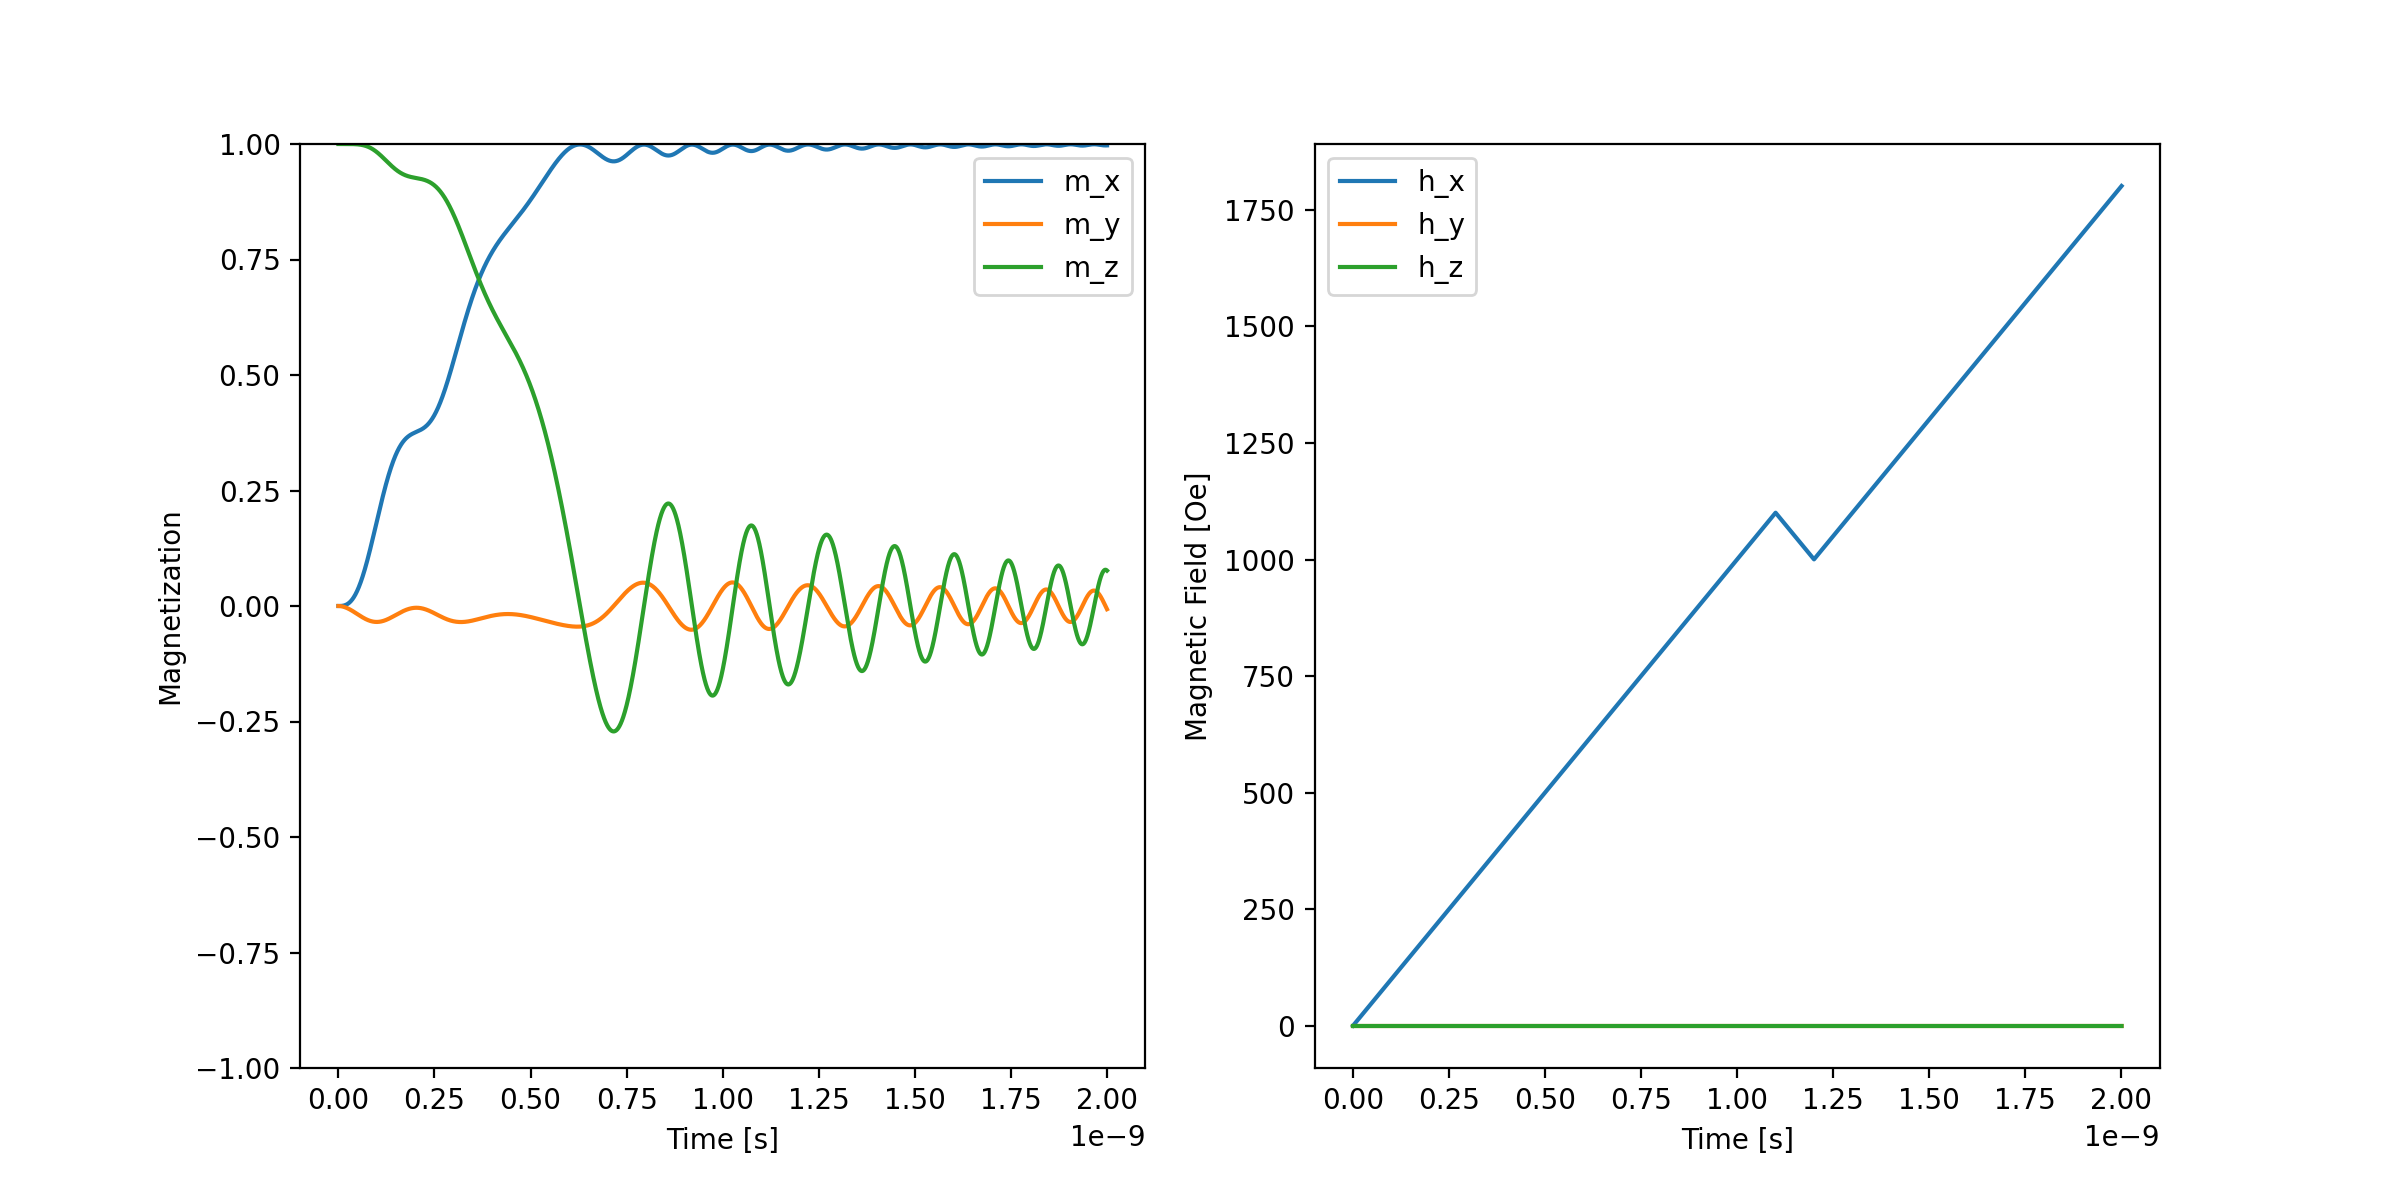 Magnetization
1.00
0.75
0.50
0.25
0.00
−0.25
−0.50
−0.75
−1.00
m_x
m_y
m_z
0.00 0.25 0.50 0.75 1.00 1.25 1.50 1.75 2.00
Time [s]
1e−9
Magnetic Field [Oe]
1750
1500
1250
1000
750
500
250
0
h_x
h_y
h_z
0.00 0.25 0.50 0.75 1.00 1.25 1.50 1.75 2.00
Time [s]
1e−9